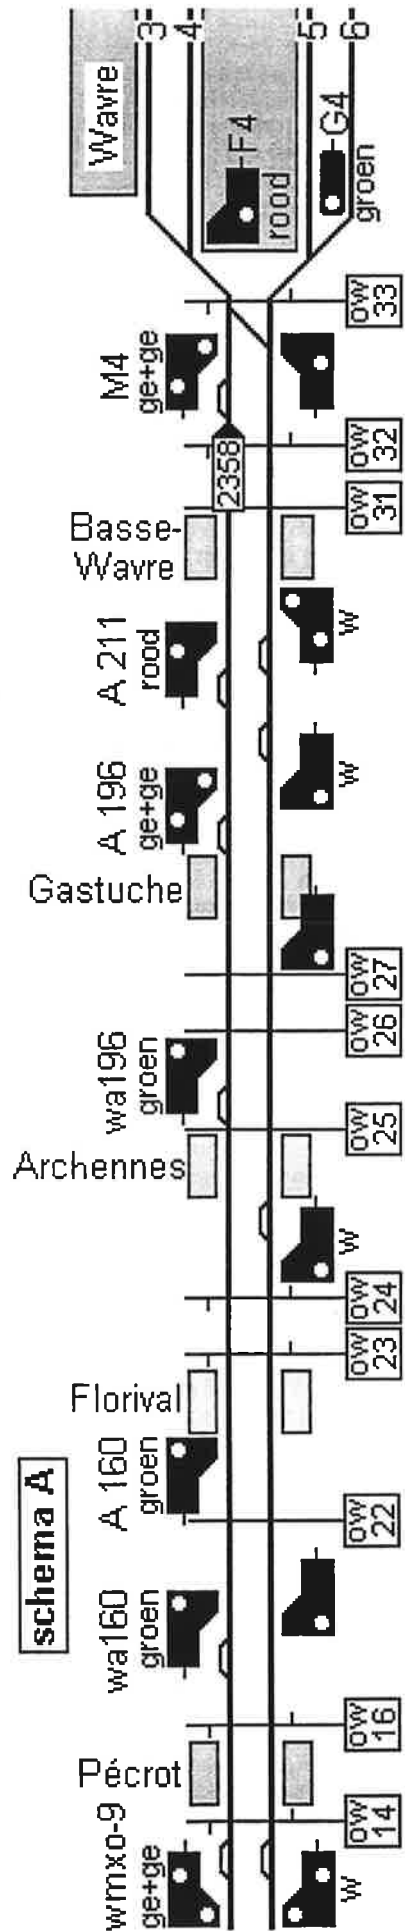 Wavre
3
4
5
6
F4
rood
G4
groen
ow
33
M4
ge+ge
ow
32
2358
ow
31
Basse-
Wavre
A 211
rood
w
A 196
ge+ge
w
Gastuche
ow
27
ow
26
wa196
groen
ow
25
Archennes
w
ow
24
ow
23
Florival
A 160
groen
schema A
ow
22
wa160
groen
ow
16
Pécrot
ow
14
wmxo-9
ge+ge
w